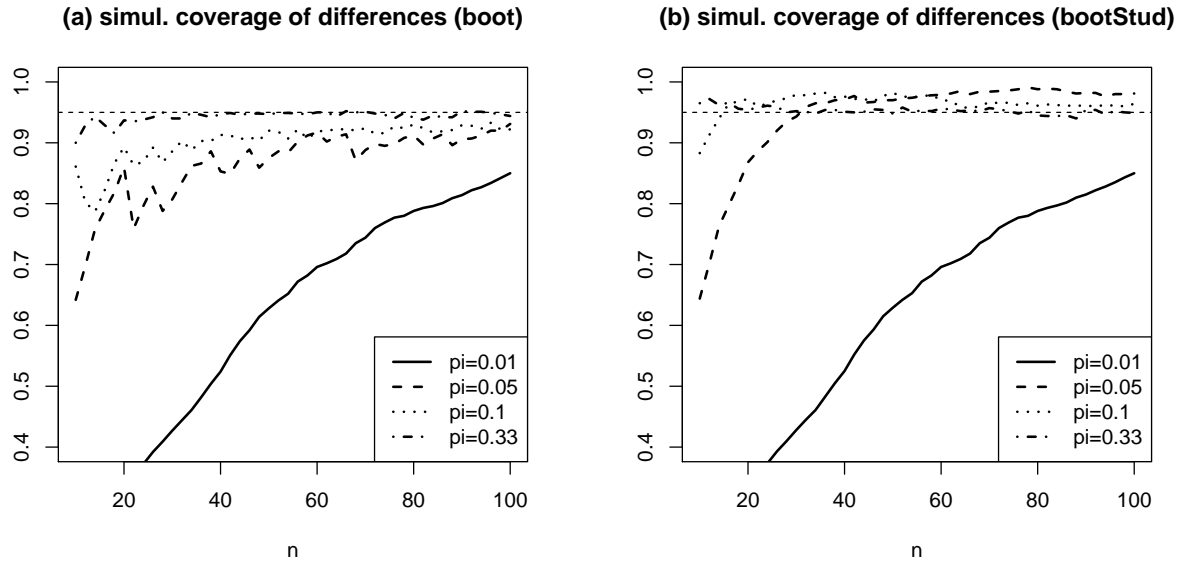 (a) simul. coverage of differences (boot)
1.0
0.9
0.8
0.7
0.6
0.5
0.4
20 40 60 80 100
n
pi=0.01
pi=0.05
pi=0.1
pi=0.33
(b) simul. coverage of differences (bootStud)
1.0
0.9
0.8
0.7
0.6
0.5
0.4
20 40 60 80 100
n
pi=0.01
pi=0.05
pi=0.1
pi=0.33